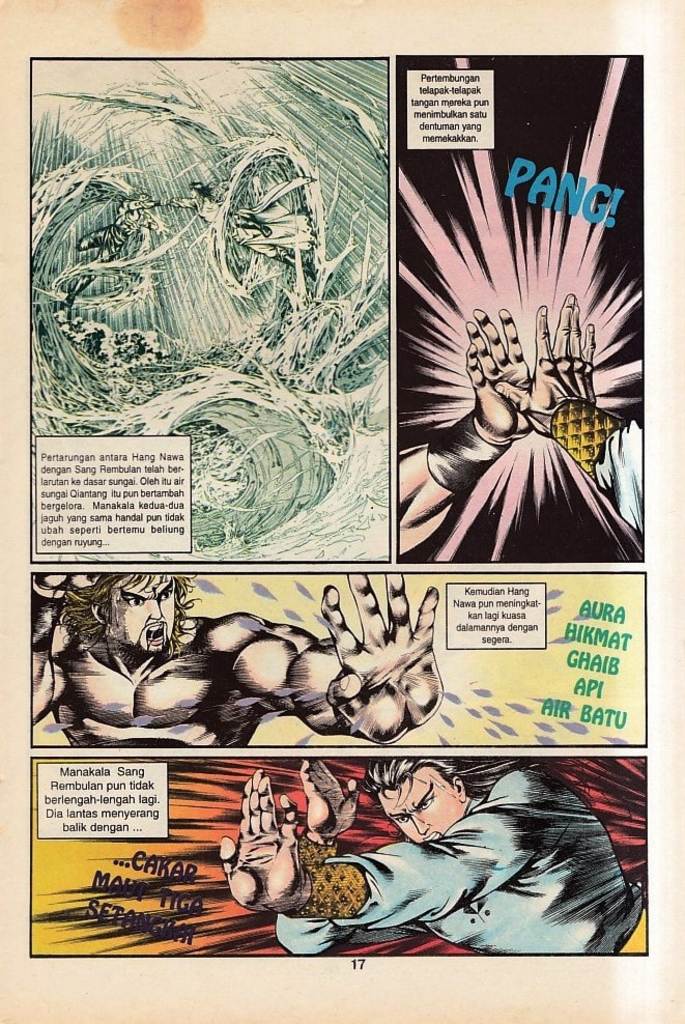 Pertarungan antara Hang Nawa
dengan Sang Rembulan telah ber-
larutan ke dasar sungai. Oleh itu air
sungai Qiantang itu pun bertambah
bergelora. Manakala kedua-dua
jaguh yang sama handal pun tidak
ubah seperti bertemu beliung
dengan ruyung...
Pertembungan
telapak-telapak
tangan mereka pun
menimbulkan satu
dentuman yang
memekakkan.
PANG!
Kemudian Hang
Nawa pun meningkat-
kan lagi kuasa
dalamannya dengan
segera.
AURA
HIKMAT
GHAIB
API
AIR BATU
Manakala Sang
Rembulan pun tidak
berlengah-lengah lagi.
Dia lantas menyerang
balik dengan ...
...CAKAR
MAUT TIGA
SETANGKAI
17